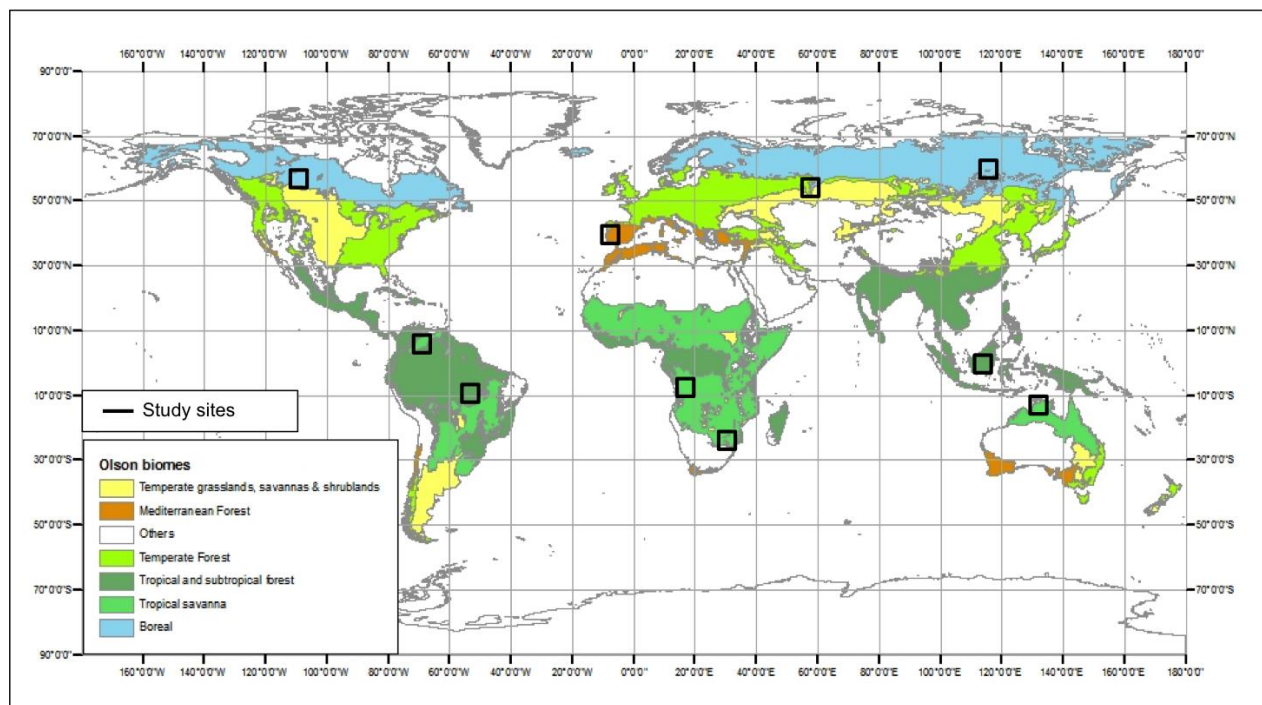 160°0'0"W 140°0'0"W 120°0'0"W 100°0'0"W 80°0'0"W 60°0'0"W 40°0'0"W 20°0'0"W 0°0'0"E 20°0'0"E 40°0'0"E 60°0'0"E 80°0'0"E 100°0'0"E 120°0'0"E 140°0'0"E 160°0'0"E 180°0'0"E
90°0'0"N
70°0'0"N 70°0'0"N
50°0'0"N 50°0'0"N
30°0'0"N 30°0'0"N
10°0'0"N 10°0'0"N
10°0'0"S 10°0'0"S
Study sites
30°0'0"S 30°0'0"S
Olson biomes
Temperate grasslands, savannas & shrublands
Mediterranean Forest
50°0'0"S 50°0'0"S
Others
Temperate Forest
Tropical and subtropical forest
70°0'0"S 70°0'0"S
Tropical savanna
Boreal
90°0'0"S
160°0'0"W 140°0'0"W 120°0'0"W 100°0'0"W 80°0'0"W 60°0'0"W 40°0'0"W 20°0'0"W 0°0'0"E 20°0'0"E 40°0'0"E 60°0'0"E 80°0'0"E 100°0'0"E 120°0'0"E 140°0'0"E 160°0'0"E 180°0'0"E